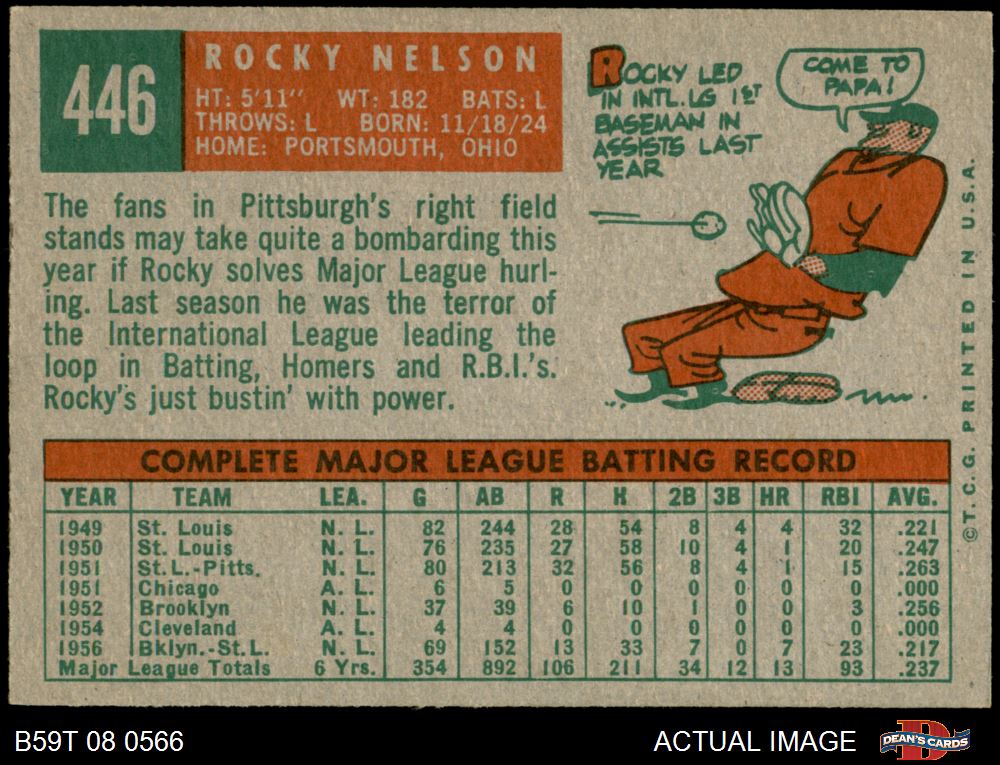 446
ROCKY NELSON
HT: 5'11" WT: 182 BATS: L
THROWS: L BORN: 11/18/24
HOME: PORTSMOUTH, OHIO
The fans in Pittsburgh's right field
stands may take quite a bombarding this
year if Rocky solves Major League hurl-
ing. Last season he was the terror of
the International League leading the
loop in Batting, Homers and R.B.I.'s.
Rocky's just bustin' with power.
ROCKY LED
IN INTL. LG 1ST
BASEMAN IN
ASSISTS LAST
YEAR
COME TO
PAPA!
©T.C.G. PRINTED IN U.S.A.
COMPLETE MAJOR LEAGUE BATTING RECORD
YEAR TEAM LEA. G AB R H 2B 3B HR RBI AVG.
1949 St. Louis N. L. 82 244 28 54 8 4 4 32 .221
1950 St. Louis N. L. 76 235 27 58 10 4 1 20 .247
1951 St.L.-Pitts. N. L. 80 213 32 56 8 4 1 15 .263
1951 Chicago A. L. 6 5 0 0 0 0 0 0 .000
1952 Brooklyn N. L. 37 39 6 10 1 0 0 3 .256
1954 Cleveland A. L. 4 4 0 0 0 0 0 0 .000
1956 Bklyn.-St.L. N. L. 69 152 13 33 7 0 7 23 .217
Major League Totals 6 Yrs. 354 892 106 211 34 12 13 93 .237
B59T 08 0566
ACTUAL IMAGE
D
DEAN'S CARDS